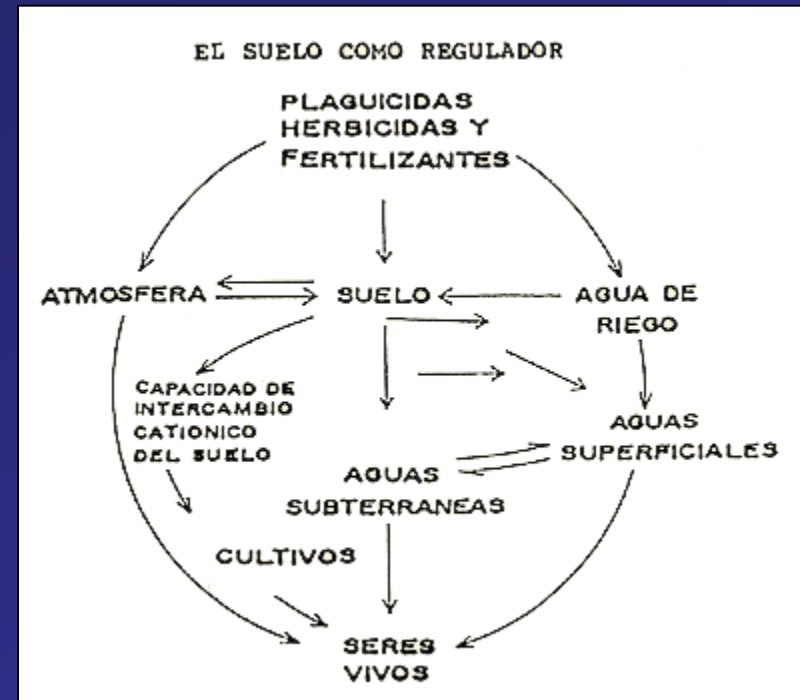 EL SUELO COMO REGULADOR
PLAGUICIDAS
HERBICIDAS Y
FERTILIZANTES
ATMOSFERA
SUELO
AGUA DE
RIEGO
CAPACIDAD DE
INTERCAMBIO
CATIONICO
DEL SUELO
AGUAS
SUPERFICIALES
AGUAS
SUBTERRANEAS
CULTIVOS
SERES
VIVOS